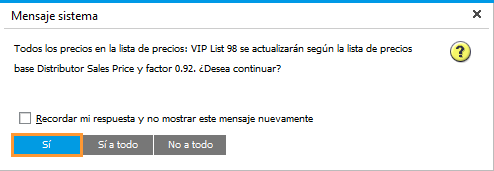 Mensaje sistema
Todos los precios en la lista de precios: VIP List 98 se actualizarán según la lista de precios
base Distributor Sales Price y factor 0.92. ¿Desea continuar?
Recordar mi respuesta y no mostrar este mensaje nuevamente
Sí Sí a todo No a todo